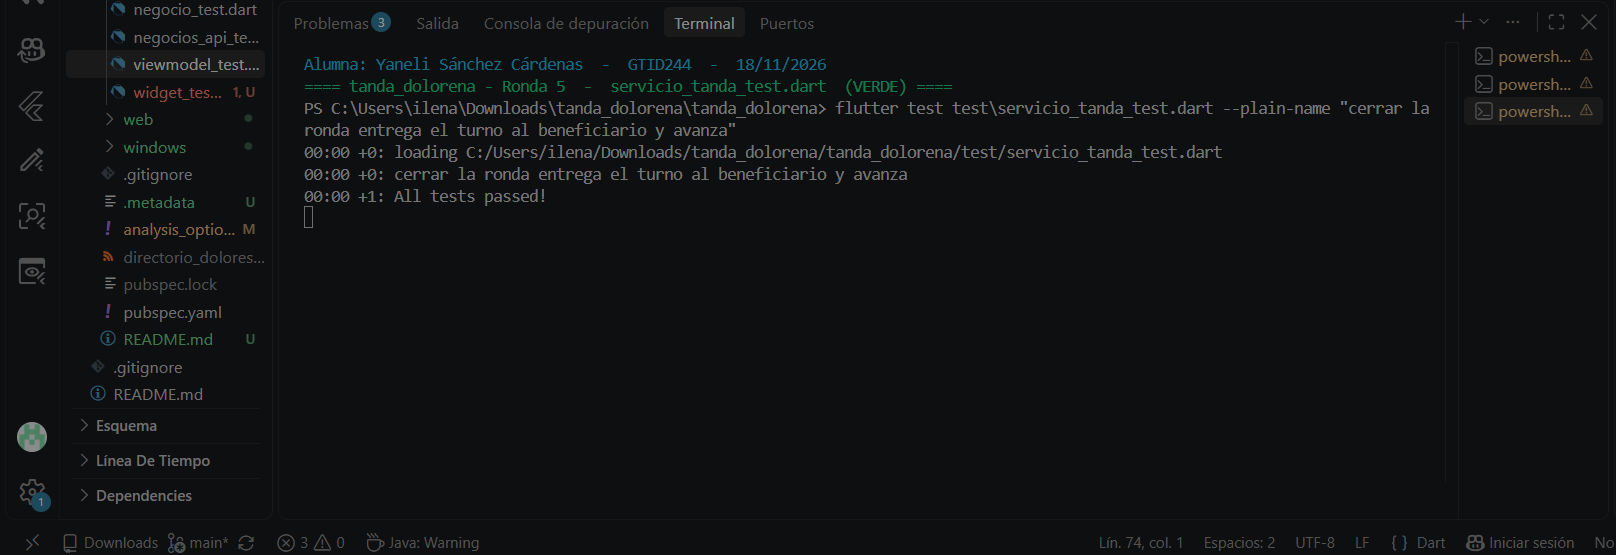 negocio_test.dart
negocios_api_te...
viewmodel_test....
widget_tes... 1, U
web
windows
.gitignore
.metadata U
analysis_optio... M
directorio_dolores...
pubspec.lock
pubspec.yaml
README.md U
.gitignore
README.md
Esquema
Línea De Tiempo
Dependencies
1
Problemas 3 Salida Consola de depuración Terminal Puertos
Alumna: Yaneli Sánchez Cárdenas - GTID244 - 18/11/2026
==== tanda_dolorena - Ronda 5 - servicio_tanda_test.dart (VERDE) ====
PS C:\Users\ilena\Downloads\tanda_dolorena\tanda_dolorena> flutter test test\servicio_tanda_test.dart --plain-name "cerrar la
ronda entrega el turno al beneficiario y avanza"
00:00 +0: loading C:/Users/ilena/Downloads/tanda_dolorena/tanda_dolorena/test/servicio_tanda_test.dart
00:00 +0: cerrar la ronda entrega el turno al beneficiario y avanza
00:00 +1: All tests passed!
powersh...
powersh...
powersh...
Downloads main* 3 0 Java: Warning Lín. 74, col. 1 Espacios: 2 UTF-8 LF { } Dart Iniciar sesión No